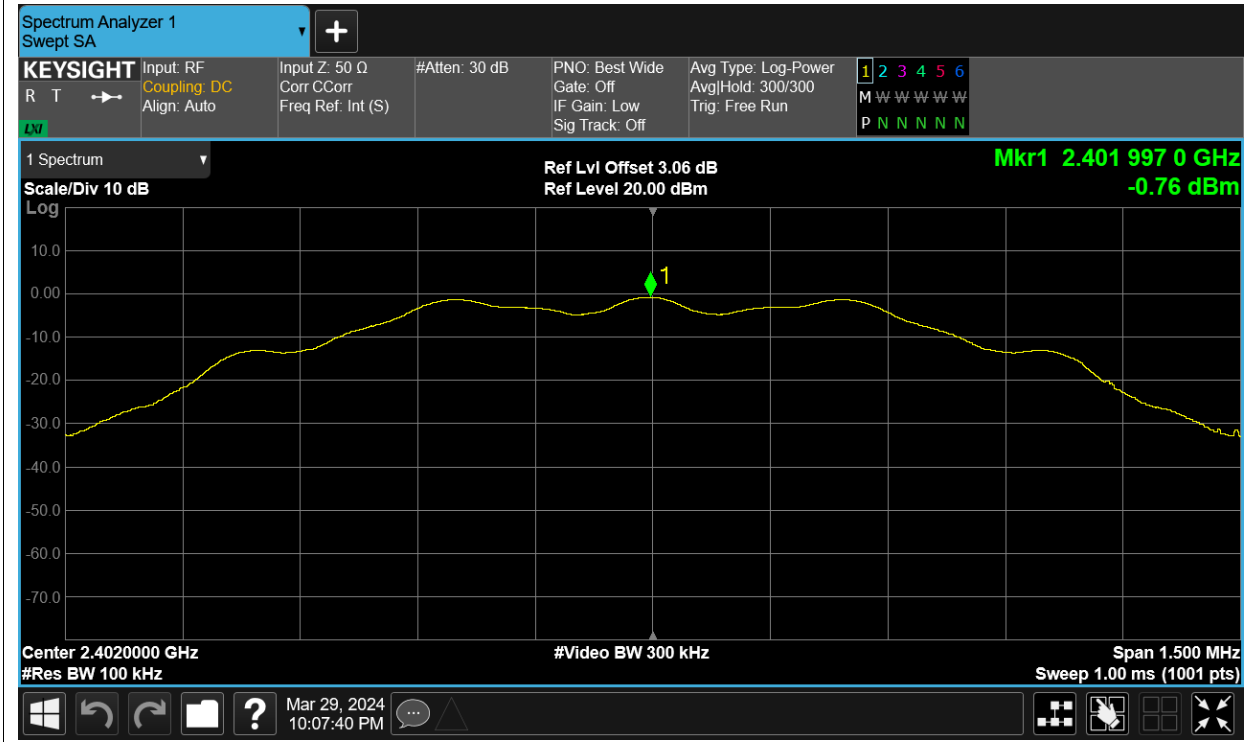 Spectrum Analyzer 1
Swept SA
KEYSIGHT
R T
LXI
Input: RF
Coupling: DC
Align: Auto
Input Z: 50 Ω
Corr CCorr
Freq Ref: Int (S)
#Atten: 30 dB
PNO: Best Wide
Gate: Off
IF Gain: Low
Sig Track: Off
Avg Type: Log-Power
Avg|Hold: 300/300
Trig: Free Run
1 2 3 4 5 6
M W W W W W
P N N N N N
1 Spectrum
Scale/Div 10 dB
Log
Ref Lvl Offset 3.06 dB
Ref Level 20.00 dBm
Mkr1 2.401 997 0 GHz
-0.76 dBm
10.0
0.00
-10.0
-20.0
-30.0
-40.0
-50.0
-60.0
-70.0
1
Center 2.4020000 GHz
#Res BW 100 kHz
#Video BW 300 kHz
Span 1.500 MHz
Sweep 1.00 ms (1001 pts)
?
Mar 29, 2024
10:07:40 PM